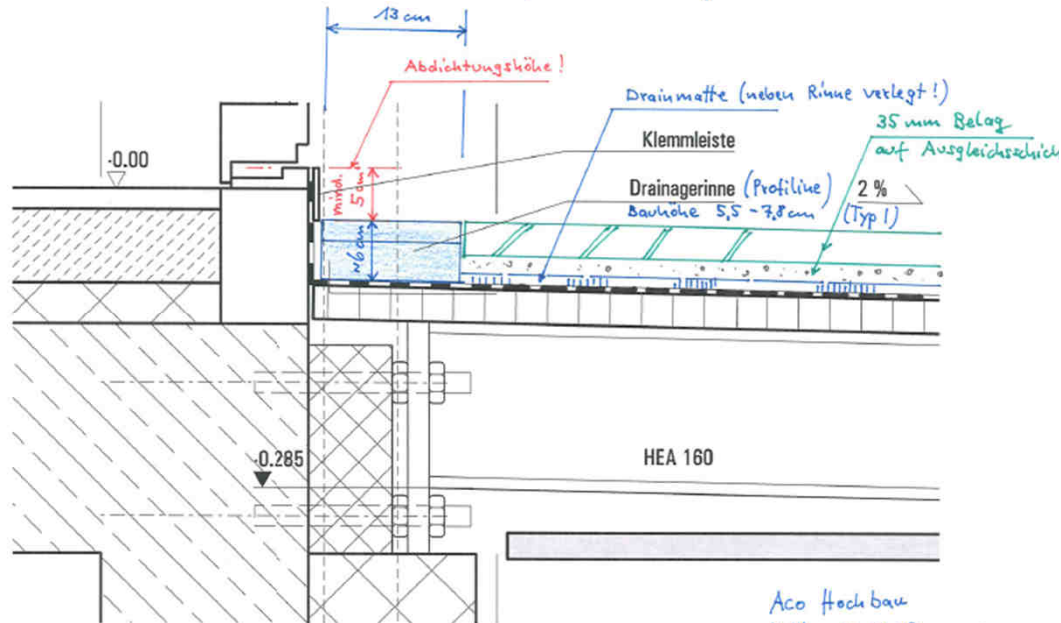 13 cm
Abdichtungshöhe !
Drainmatte (neben Rinne verlegt !)
35 mm Belag
auf Ausgleichsschich
Klemmleiste
-0.00
mind.
5 cm
Drainagerinne (Profiline)
2 %
Bauhöhe 5,5 - 7,8 cm
(Typ I)
≈6 cm
-0.285
HEA 160
Aco Hochbau